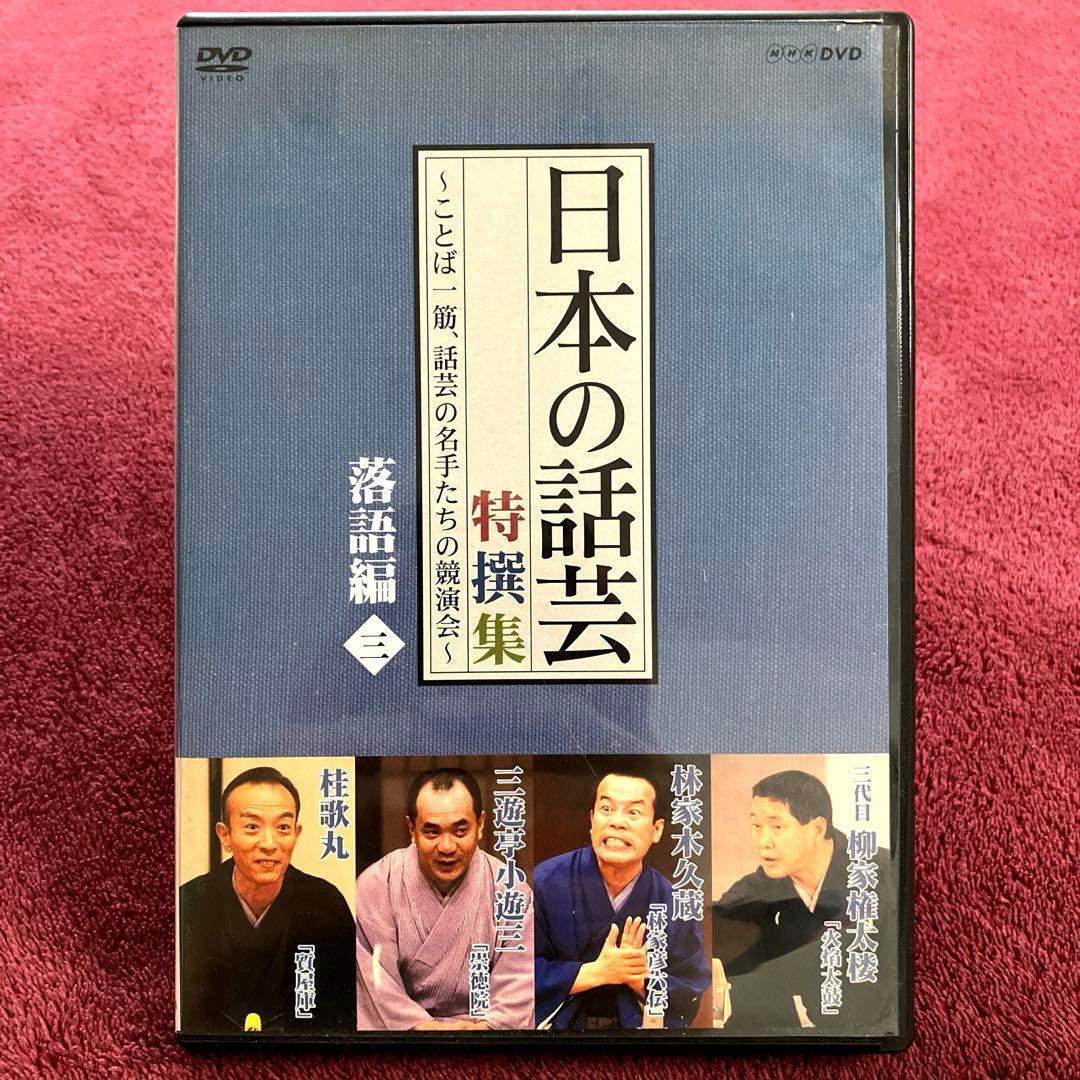 DVD
VIDEO
NHK DVD
日本の話芸
特撰集
〜ことば一筋、話芸の名手たちの競演会〜
落語編 三
三代目 柳家権太楼
「火焔太鼓」
林家木久蔵
「林家彦六伝」
三遊亭小遊三
「崇徳院」
桂歌丸
「質屋庫」